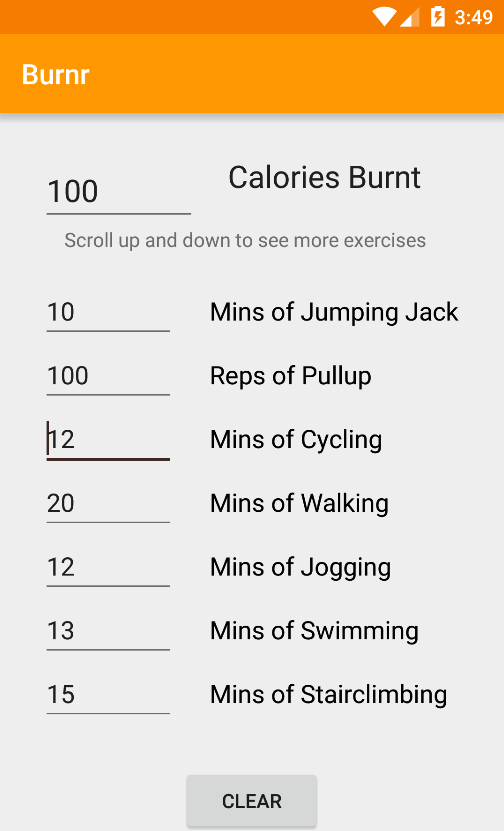 3:49
Burnr
100 Calories Burnt
Scroll up and down to see more exercises
10 Mins of Jumping Jack
100 Reps of Pullup
12 Mins of Cycling
20 Mins of Walking
12 Mins of Jogging
13 Mins of Swimming
15 Mins of Stairclimbing
CLEAR